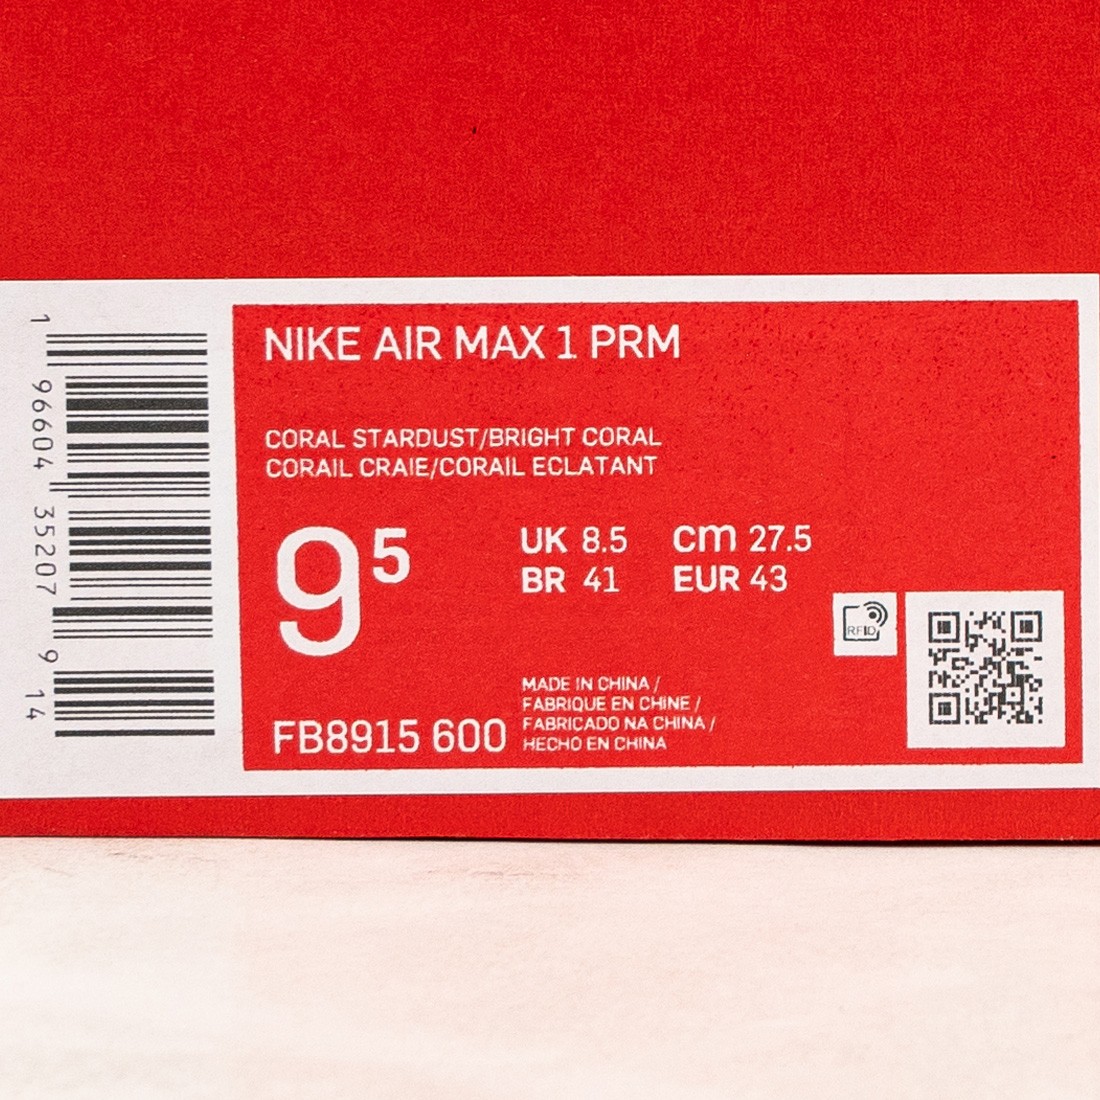 NIKE AIR MAX 1 PRM
CORAL STARDUST/BRIGHT CORAL
CORAIL CRAIE/CORAIL ECLATANT
9⁵
UK 8.5 cm 27.5
BR 41 EUR 43
RFID
MADE IN CHINA /
FABRIQUE EN CHINE /
FABRICADO NA CHINA /
HECHO EN CHINA
FB8915 600
1 96604 35207 9 14